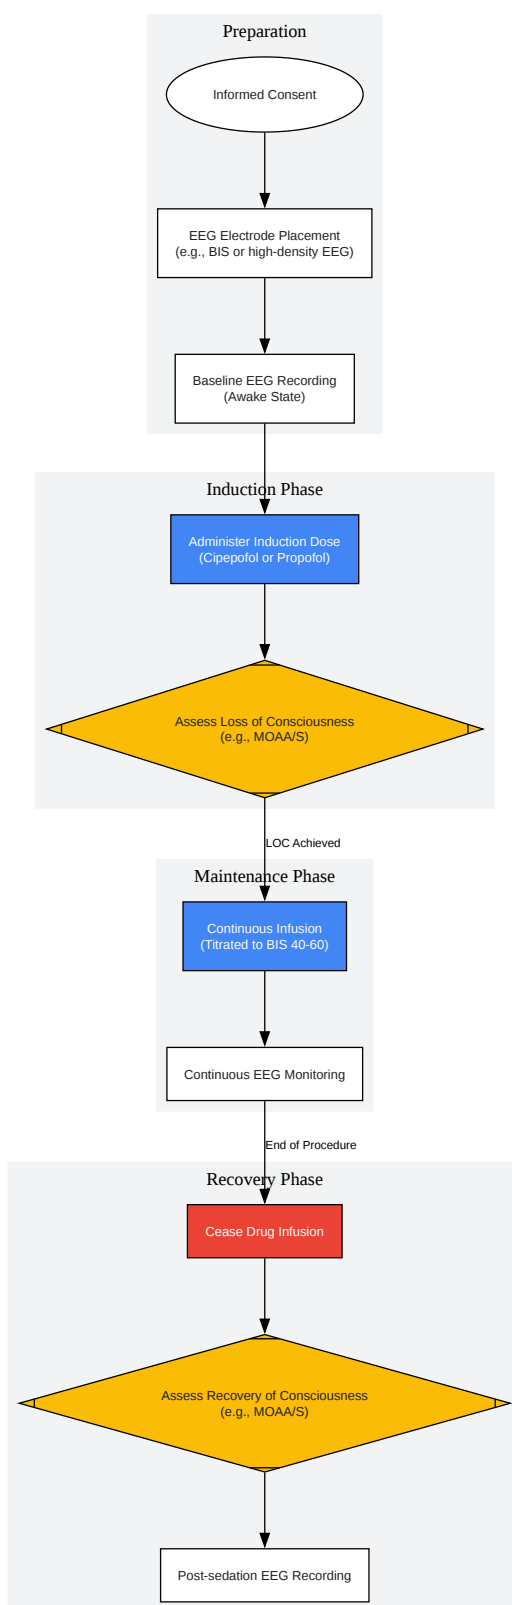 Preparation
Informed Consent
EEG Electrode Placement
(e.g., BIS or high-density EEG)
Baseline EEG Recording
(Awake State)
Induction Phase
Administer Induction Dose
(Cipepofol or Propofol)
Assess Loss of Consciousness
(e.g., MOAA/S)
LOC Achieved
Maintenance Phase
Continuous Infusion
(Titrated to BIS 40-60)
Continuous EEG Monitoring
End of Procedure
Recovery Phase
Cease Drug Infusion
Assess Recovery of Consciousness
(e.g., MOAA/S)
Post-sedation EEG Recording